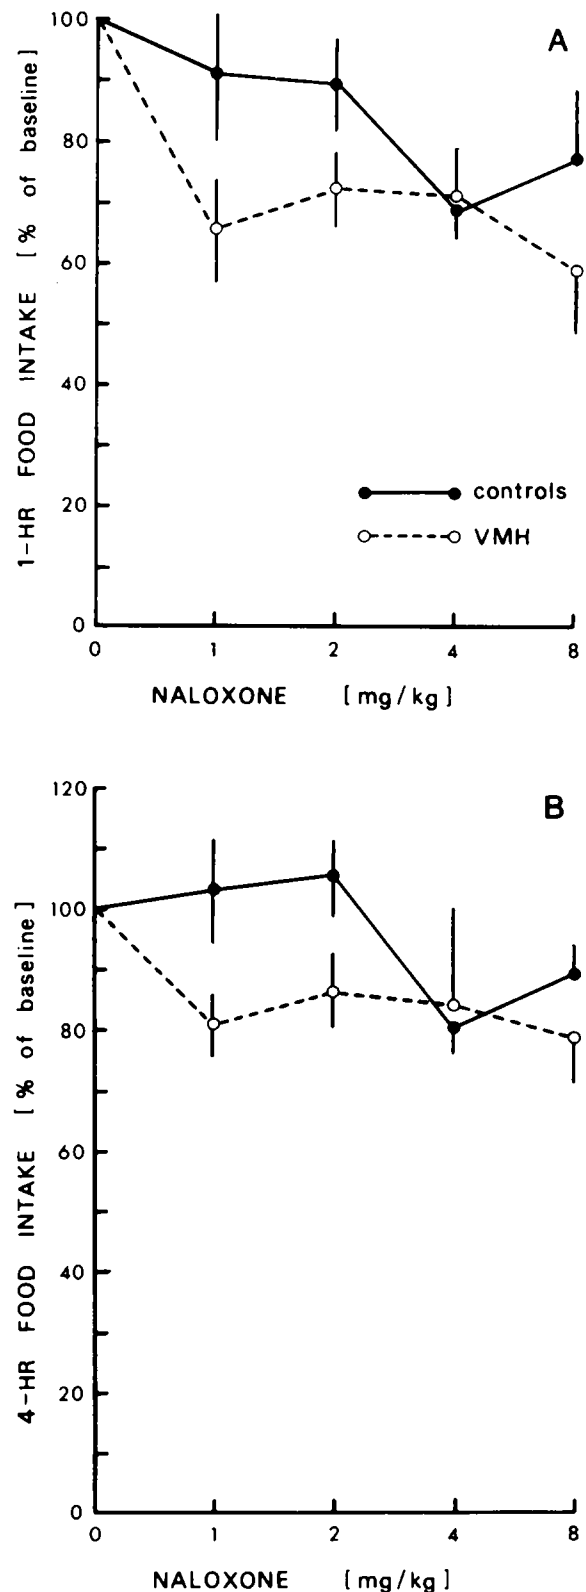 A
1-HR FOOD INTAKE [% of baseline]
100
80
60
40
20
0
controls
VMH
0 1 2 4 8
NALOXONE [mg/kg]
B
4-HR FOOD INTAKE [% of baseline]
120
100
80
60
40
20
0
0 1 2 4 8
NALOXONE [mg/kg]